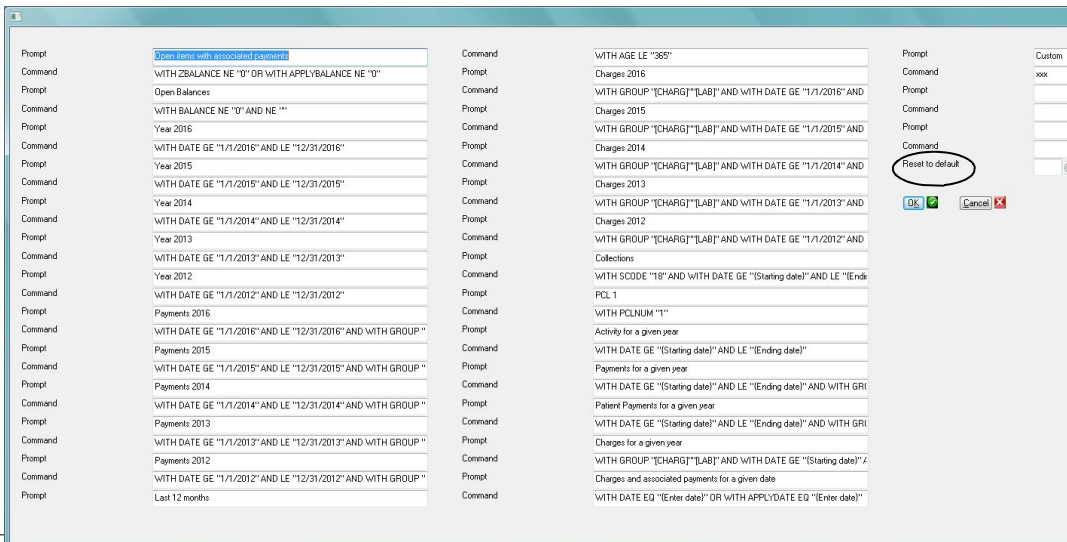 Prompt Open items with associated payments
Command WITH ZBALANCE NE "0" OR WITH APPLYBALANCE NE "0"
Prompt Open Balances
Command WITH BALANCE NE "0" AND NE ""
Prompt Year 2016
Command WITH DATE GE "1/1/2016" AND LE "12/31/2016"
Prompt Year 2015
Command WITH DATE GE "1/1/2015" AND LE "12/31/2015"
Prompt Year 2014
Command WITH DATE GE "1/1/2014" AND LE "12/31/2014"
Prompt Year 2013
Command WITH DATE GE "1/1/2013" AND LE "12/31/2013"
Prompt Year 2012
Command WITH DATE GE "1/1/2012" AND LE "12/31/2012"
Prompt Payments 2016
Command WITH DATE GE "1/1/2016" AND LE "12/31/2016" AND WITH GROUP "
Prompt Payments 2015
Command WITH DATE GE "1/1/2015" AND LE "12/31/2015" AND WITH GROUP "
Prompt Payments 2014
Command WITH DATE GE "1/1/2014" AND LE "12/31/2014" AND WITH GROUP "
Prompt Payments 2013
Command WITH DATE GE "1/1/2013" AND LE "12/31/2013" AND WITH GROUP "
Prompt Payments 2012
Command WITH DATE GE "1/1/2012" AND LE "12/31/2012" AND WITH GROUP "
Prompt Last 12 months
Command WITH AGE LE "365"
Prompt Charges 2016
Command WITH GROUP "'[CHARG]'"'[LAB]" AND WITH DATE GE "1/1/2016" AND
Prompt Charges 2015
Command WITH GROUP "'[CHARG]'"'[LAB]" AND WITH DATE GE "1/1/2015" AND
Prompt Charges 2014
Command WITH GROUP "'[CHARG]'"'[LAB]" AND WITH DATE GE "1/1/2014" AND
Prompt Charges 2013
Command WITH GROUP "'[CHARG]'"'[LAB]" AND WITH DATE GE "1/1/2013" AND
Prompt Charges 2012
Command WITH GROUP "'[CHARG]'"'[LAB]" AND WITH DATE GE "1/1/2012" AND
Prompt Collections
Command WITH SCODE "18" AND WITH DATE GE "{Starting date}" AND LE "{Endin
Prompt PCL 1
Command WITH PCLNUM "1"
Prompt Activity for a given year
Command WITH DATE GE "{Starting date}" AND LE "{Ending date}"
Prompt Payments for a given year
Command WITH DATE GE "{Starting date}" AND LE "{Ending date}" AND WITH GR
Prompt Patient Payments for a given year
Command WITH DATE GE "{Starting date}" AND LE "{Ending date}" AND WITH GR
Prompt Charges for a given year
Command WITH GROUP "'[CHARG]'"'[LAB]" AND WITH DATE GE "{Starting date}" A
Prompt Charges and associated payments for a given date
Command WITH DATE EQ "{Enter date}" OR WITH APPLYDATE EQ "{Enter date}"
Prompt Custom
Command xxx
Prompt
Command
Prompt
Command
Reset to default
OK Cancel